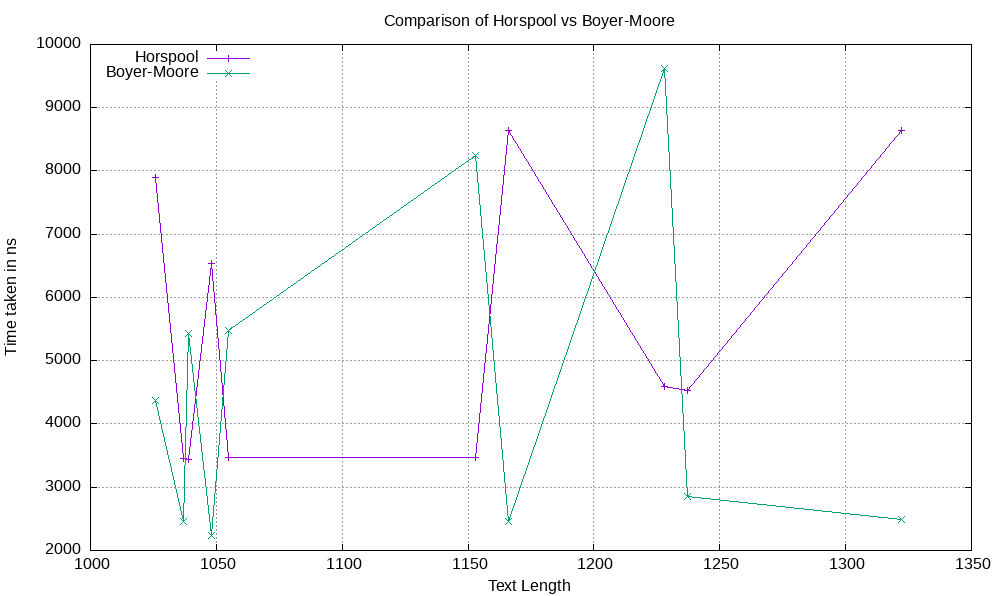 Comparison of Horspool vs Boyer-Moore
Horspool
Boyer-Moore
10000
9000
8000
7000
6000
5000
4000
3000
2000
Time taken in ns
1000 1050 1100 1150 1200 1250 1300 1350
Text Length